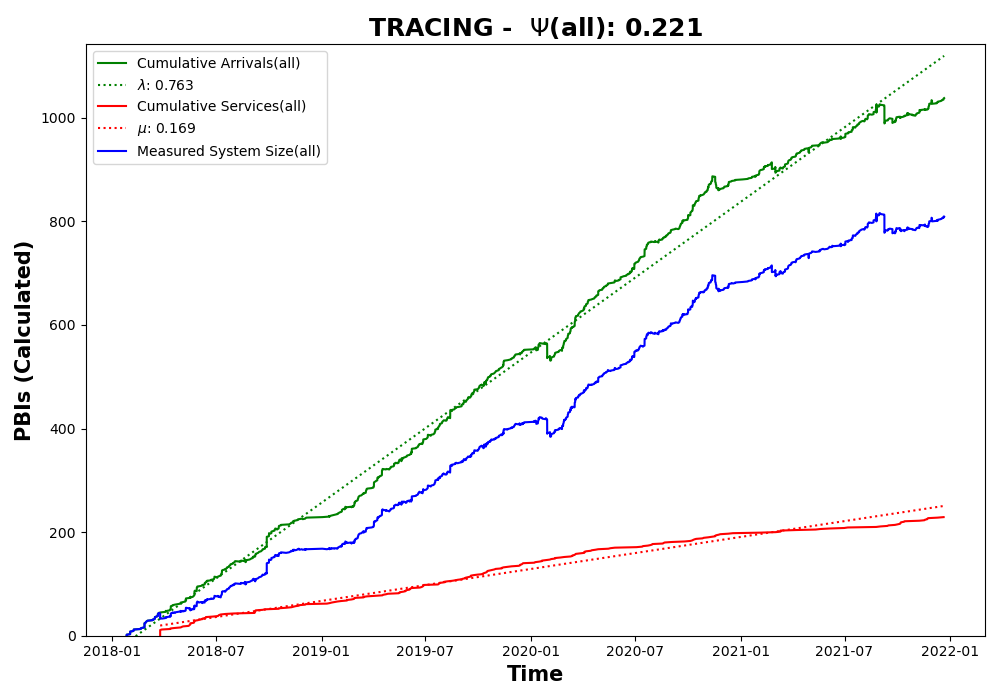 TRACING - Ψ(all): 0.221
Cumulative Arrivals(all)
λ: 0.763
Cumulative Services(all)
μ: 0.169
Measured System Size(all)
PBIs (Calculated)
1000
800
600
400
200
0
2018-01 2018-07 2019-01 2019-07 2020-01 2020-07 2021-01 2021-07 2022-01
Time